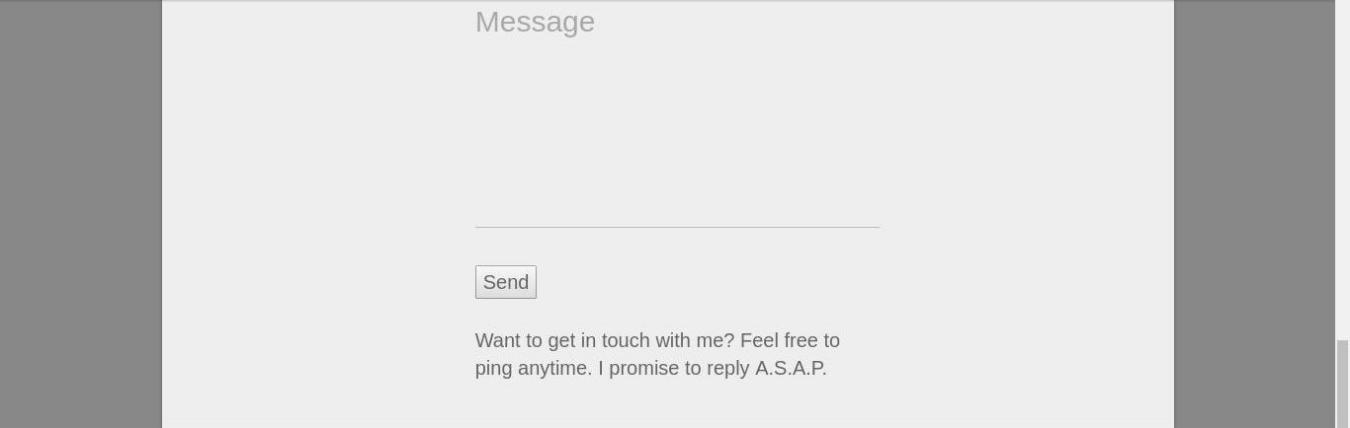 Message
Send
Want to get in touch with me? Feel free to
ping anytime. I promise to reply A.S.A.P.